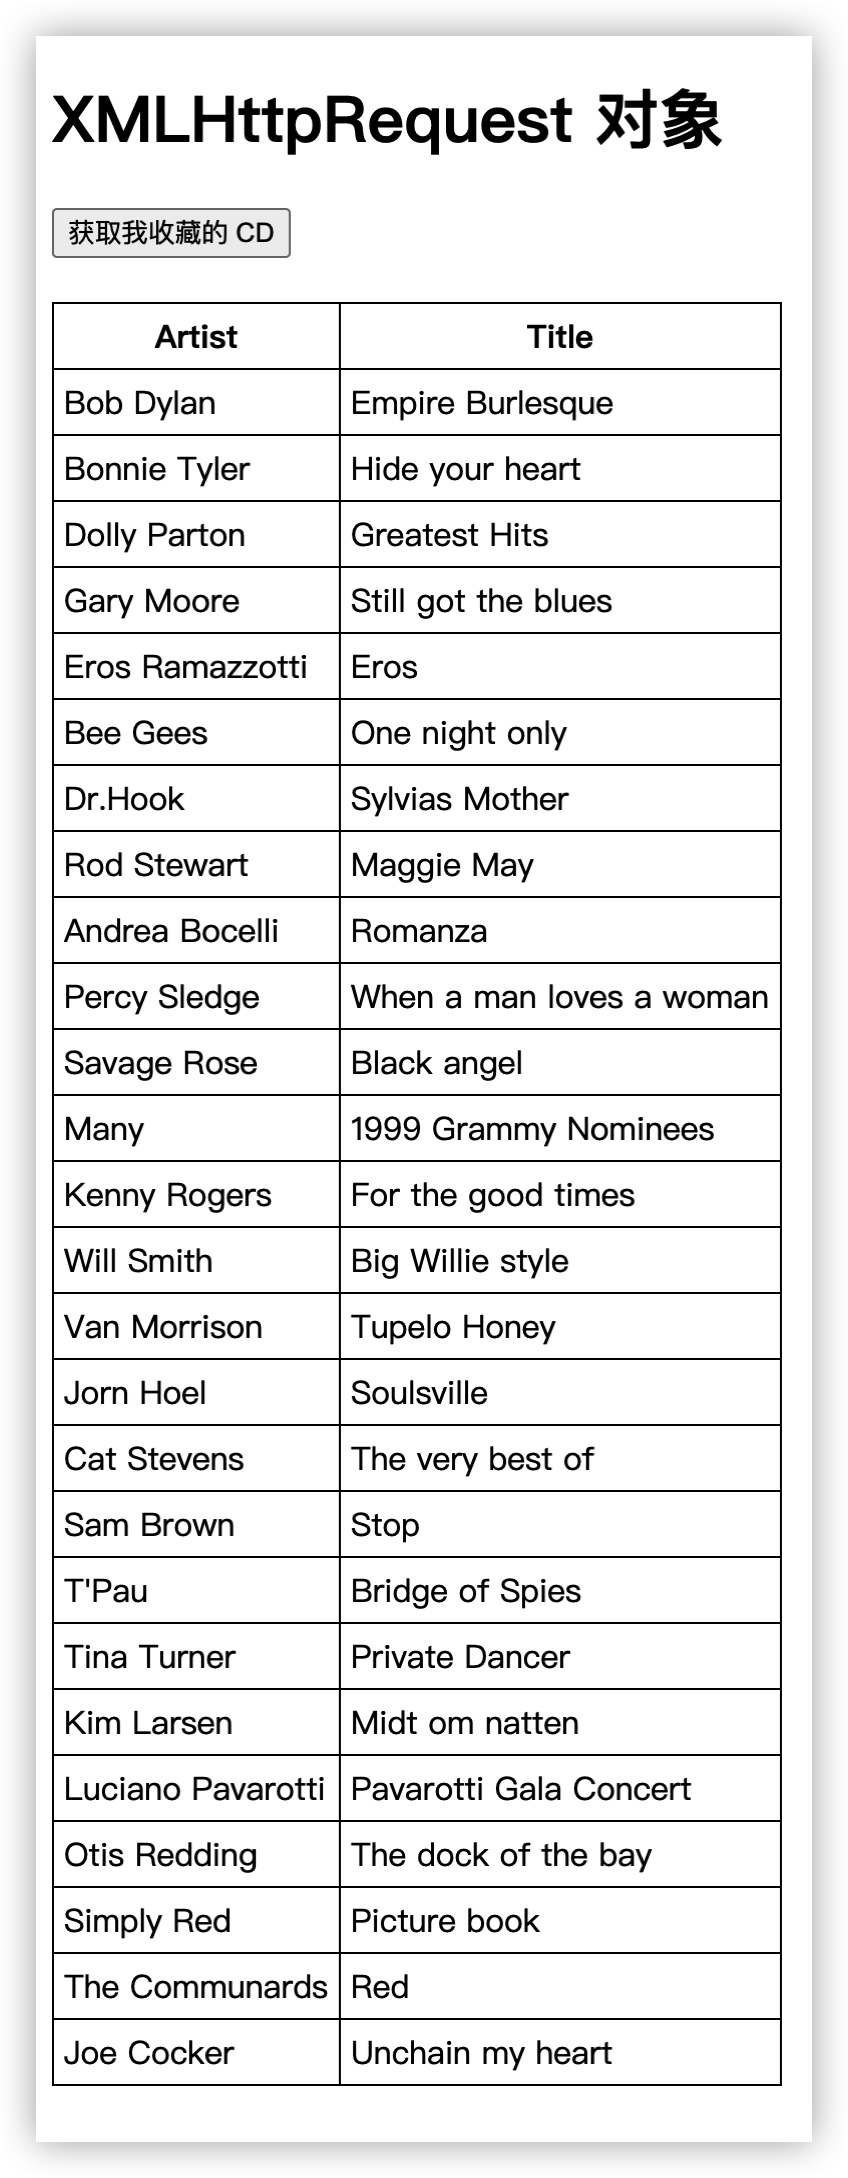 XMLHttpRequest 对象
获取我收藏的 CD
Artist Title
Bob Dylan Empire Burlesque
Bonnie Tyler Hide your heart
Dolly Parton Greatest Hits
Gary Moore Still got the blues
Eros Ramazzotti Eros
Bee Gees One night only
Dr.Hook Sylvias Mother
Rod Stewart Maggie May
Andrea Bocelli Romanza
Percy Sledge When a man loves a woman
Savage Rose Black angel
Many 1999 Grammy Nominees
Kenny Rogers For the good times
Will Smith Big Willie style
Van Morrison Tupelo Honey
Jorn Hoel Soulsville
Cat Stevens The very best of
Sam Brown Stop
T'Pau Bridge of Spies
Tina Turner Private Dancer
Kim Larsen Midt om natten
Luciano Pavarotti Pavarotti Gala Concert
Otis Redding The dock of the bay
Simply Red Picture book
The Communards Red
Joe Cocker Unchain my heart